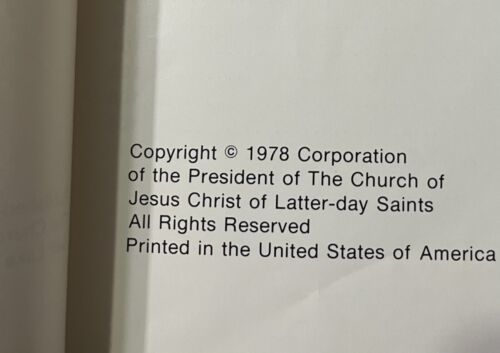 Copyright © 1978 Corporation
of the President of The Church of
Jesus Christ of Latter-day Saints
All Rights Reserved
Printed in the United States of America